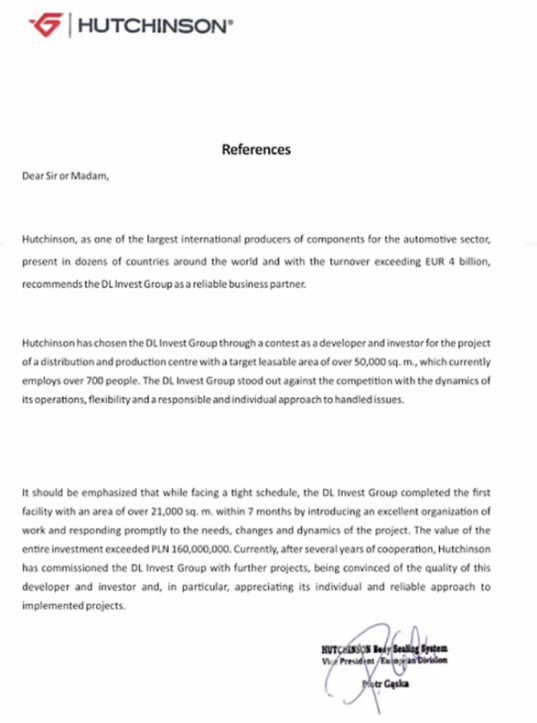 HUTCHINSON®
References
Dear Sir or Madam,
Hutchinson, as one of the largest international producers of components for the automotive sector,
present in dozens of countries around the world and with the turnover exceeding EUR 4 billion,
recommends the DL Invest Group as a reliable business partner.
Hutchinson has chosen the DL Invest Group through a contest as a developer and investor for the project
of a distribution and production centre with a target leasable area of over 50,000 sq. m., which currently
employs over 700 people. The DL Invest Group stood out against the competition with the dynamics of
its operations, flexibility and a responsible and individual approach to handled issues.
It should be emphasized that while facing a tight schedule, the DL Invest Group completed the first
facility with an area of over 21,000 sq. m. within 7 months by introducing an excellent organization of
work and responding promptly to the needs, changes and dynamics of the project. The value of the
entire investment exceeded PLN 160,000,000. Currently, after several years of cooperation, Hutchinson
has commissioned the DL Invest Group with further projects, being convinced of the quality of this
developer and investor and, in particular, appreciating its individual and reliable approach to
implemented projects.
HUTCHINSON Body Sealing System
Vice President /European Division
Piotr Gąska